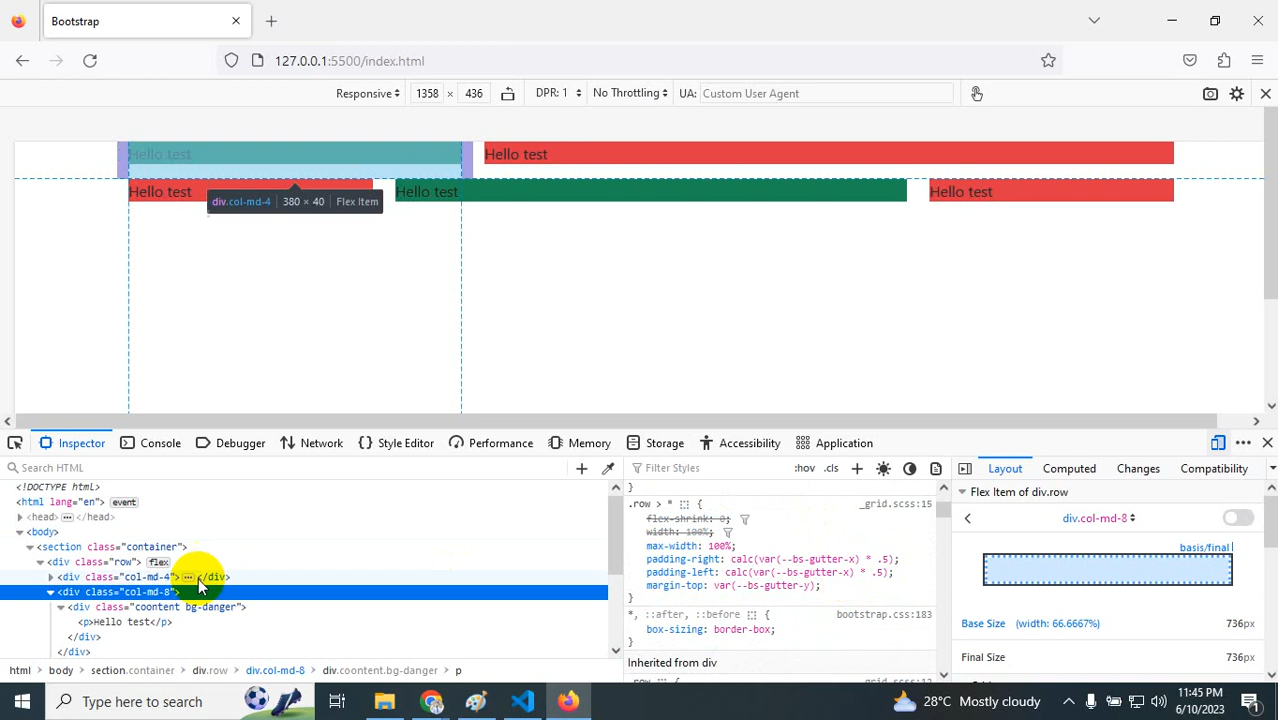 Bootstrap
127.0.0.1:5500/index.html
Responsive 1358 × 436 DPR: 1 No Throttling UA: Custom User Agent
Hello test Hello test
Hello test Hello test Hello test
div.col-md-4 380 × 40 Flex Item
Inspector Console Debugger Network Style Editor Performance Memory Storage Accessibility Application
Search HTML
Filter Styles :hov .cls
Layout Computed Changes Compatibility
<!DOCTYPE html>
<html lang="en"> event
<head> ••• </head>
<body>
<section class="container">
<div class="row"> flex
<div class="col-md-4"> ••• </div>
<div class="col-md-8">
<div class="coontent bg-danger">
<p>Hello test</p>
</div>
</div>
html body section.container div.row div.col-md-8 div.coontent.bg-danger p
}
.row > * { _grid.scss:15
flex-shrink: 0;
width: 100%;
max-width: 100%;
padding-right: calc(var(--bs-gutter-x) * .5);
padding-left: calc(var(--bs-gutter-x) * .5);
margin-top: var(--bs-gutter-y);
}
*, ::after, ::before { bootstrap.css:183
box-sizing: border-box;
}
Inherited from div
.row { _grid.scss:12
Flex Item of div.row
div.col-md-8
basis/final
Base Size (width: 66.6667%) 736px
Final Size 736px
Type here to search
28°C Mostly cloudy
11:45 PM
6/10/2023
1